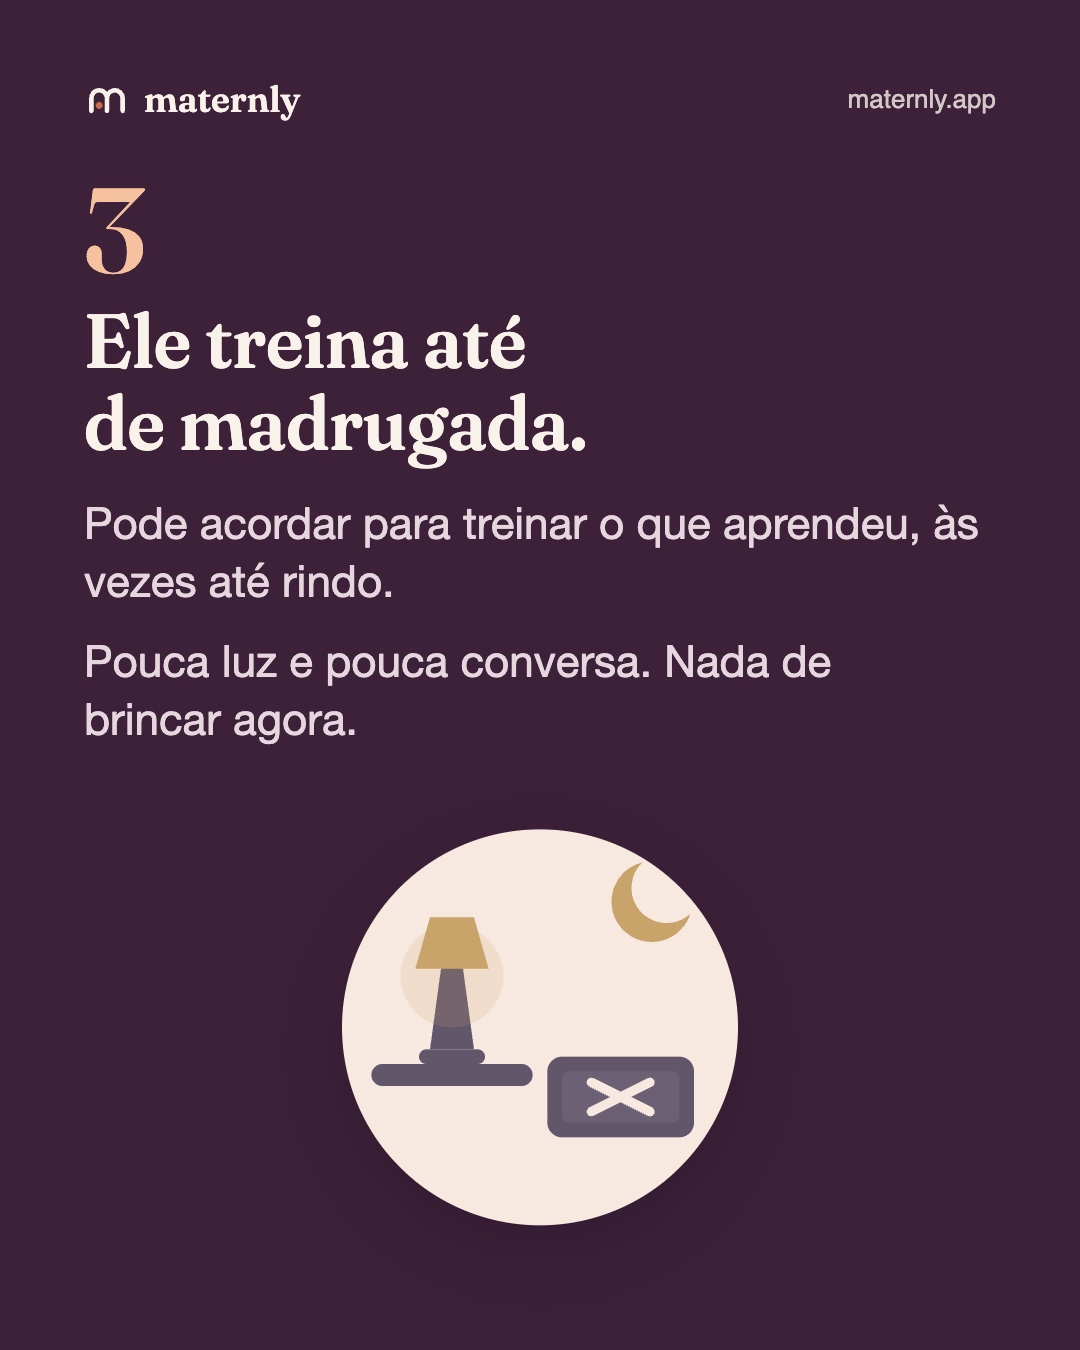 maternly
maternly.app
3
Ele treina até
de madrugada.
Pode acordar para treinar o que aprendeu, às
vezes até rindo.
Pouca luz e pouca conversa. Nada de
brincar agora.